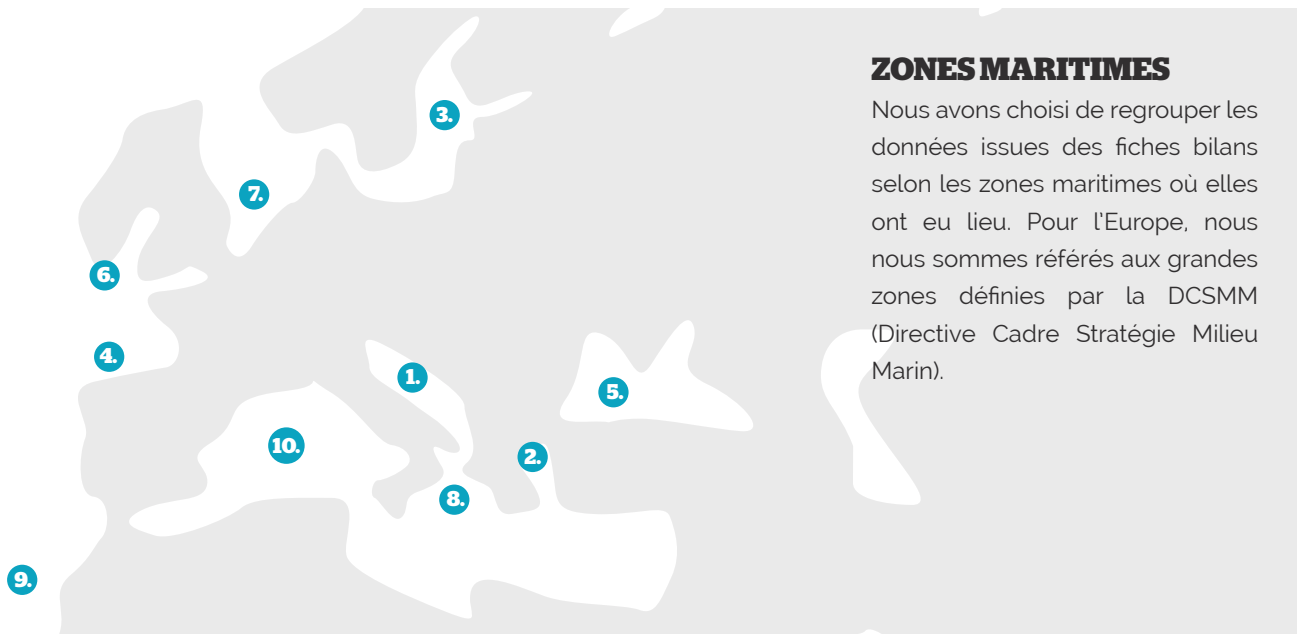 ZONES MARITIMES
Nous avons choisi de regrouper les
données issues des fiches bilans
selon les zones maritimes où elles
ont eu lieu. Pour l'Europe, nous
nous sommes référés aux grandes
zones définies par la DCSMM
(Directive Cadre Stratégie Milieu
Marin).
3.
7.
6.
4.
1.
5.
10.
2.
8.
9.